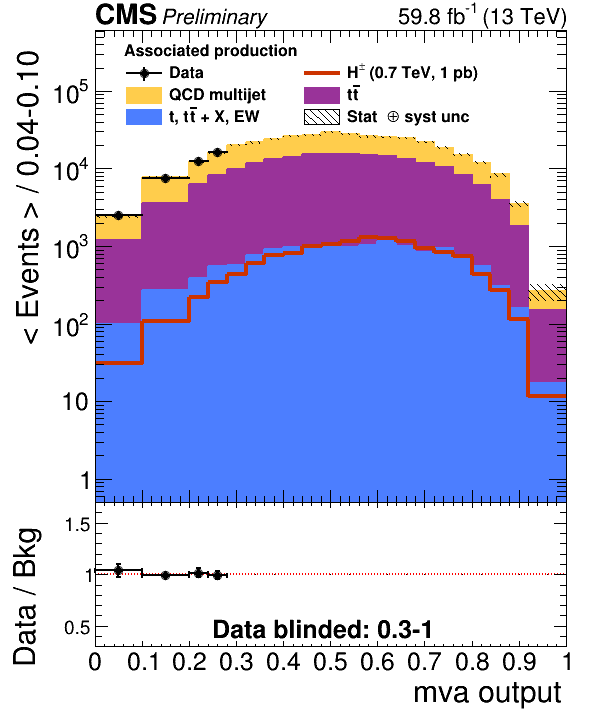 CMS Preliminary 59.8 fb⁻¹ (13 TeV)
Associated production
Data
H± (0.7 TeV, 1 pb)
QCD multijet
tt̄
t, tt̄ + X, EW
Stat ⊕ syst unc
< Events > / 0.04-0.10
10⁵
10⁴
10³
10²
10
1
Data / Bkg
1.5
1
0.5
Data blinded: 0.3-1
0 0.1 0.2 0.3 0.4 0.5 0.6 0.7 0.8 0.9 1
mva output